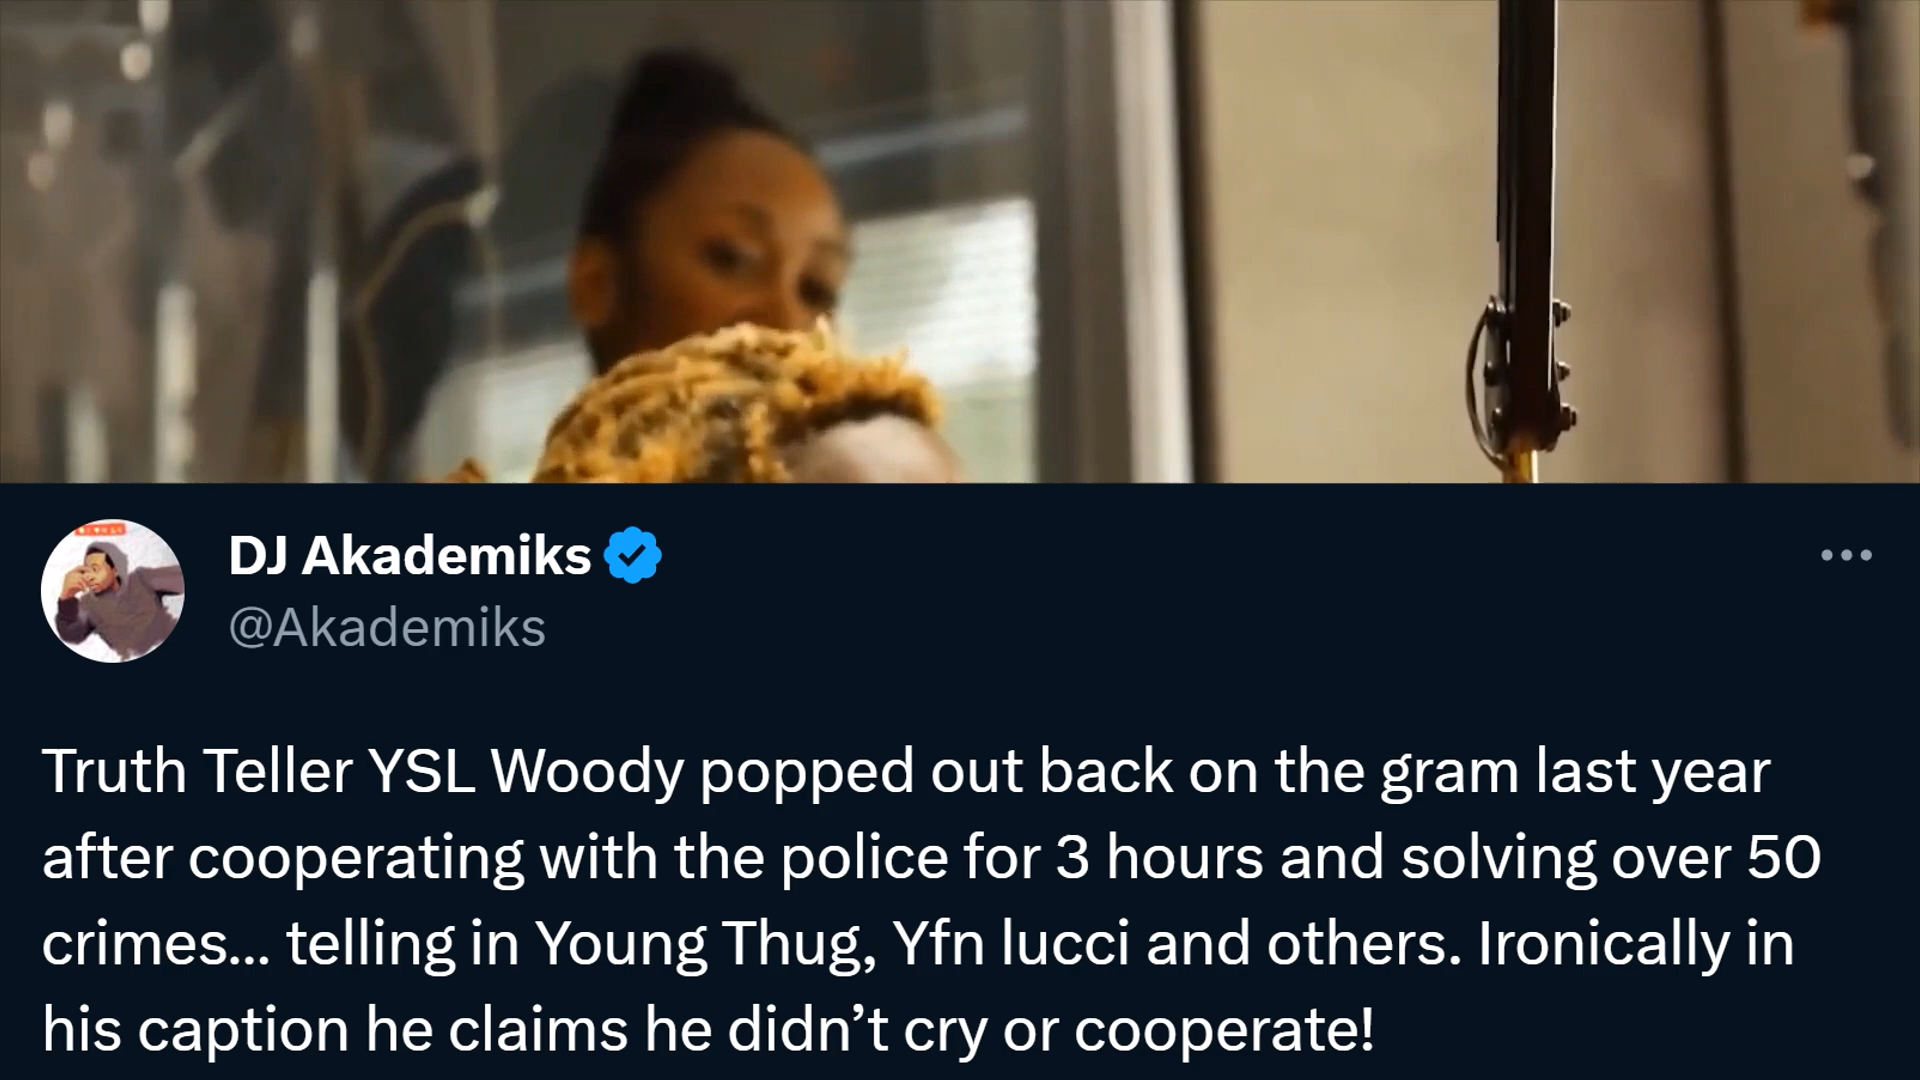 DJ Akademiks
@Akademiks
Truth Teller YSL Woody popped out back on the gram last year
after cooperating with the police for 3 hours and solving over 50
crimes... telling in Young Thug, Yfn lucci and others. Ironically in
his caption he claims he didn’t cry or cooperate!